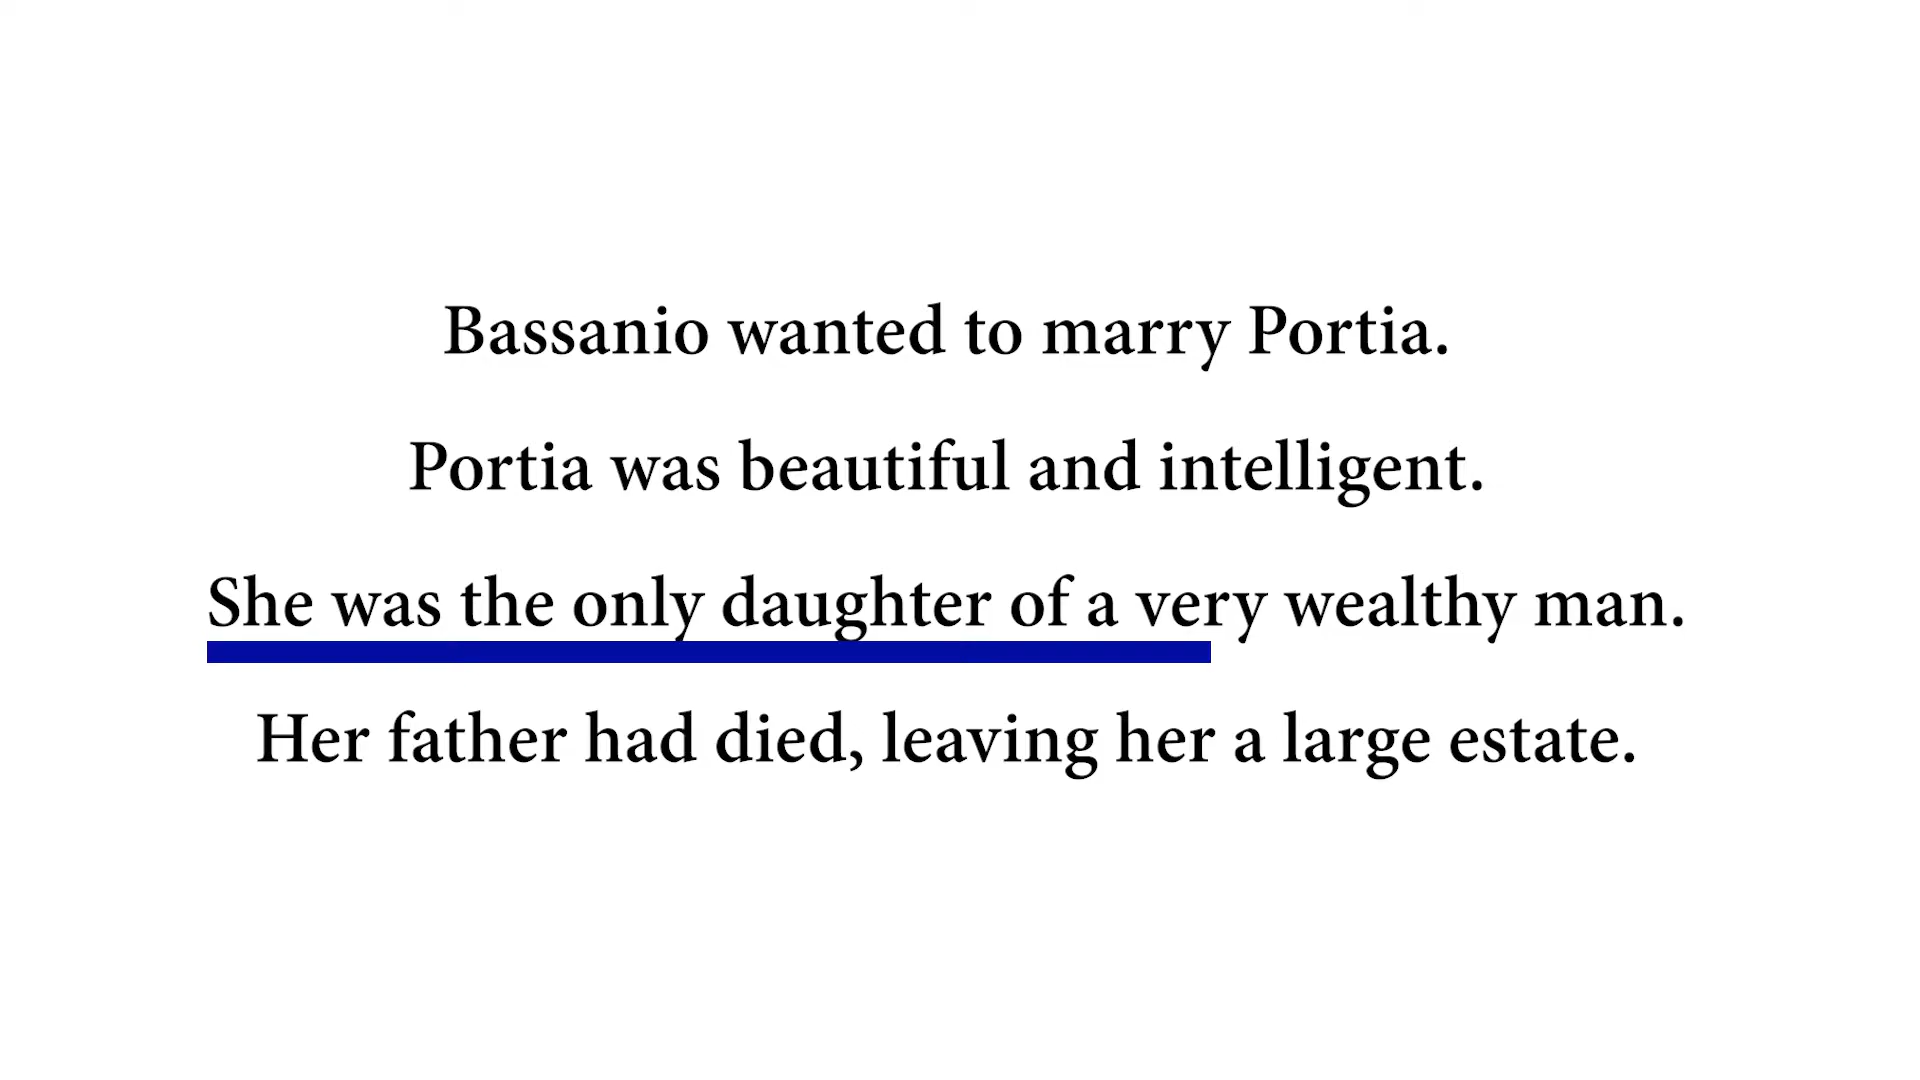 Bassanio wanted to marry Portia.
Portia was beautiful and intelligent.
She was the only daughter of a very wealthy man.
Her father had died, leaving her a large estate.